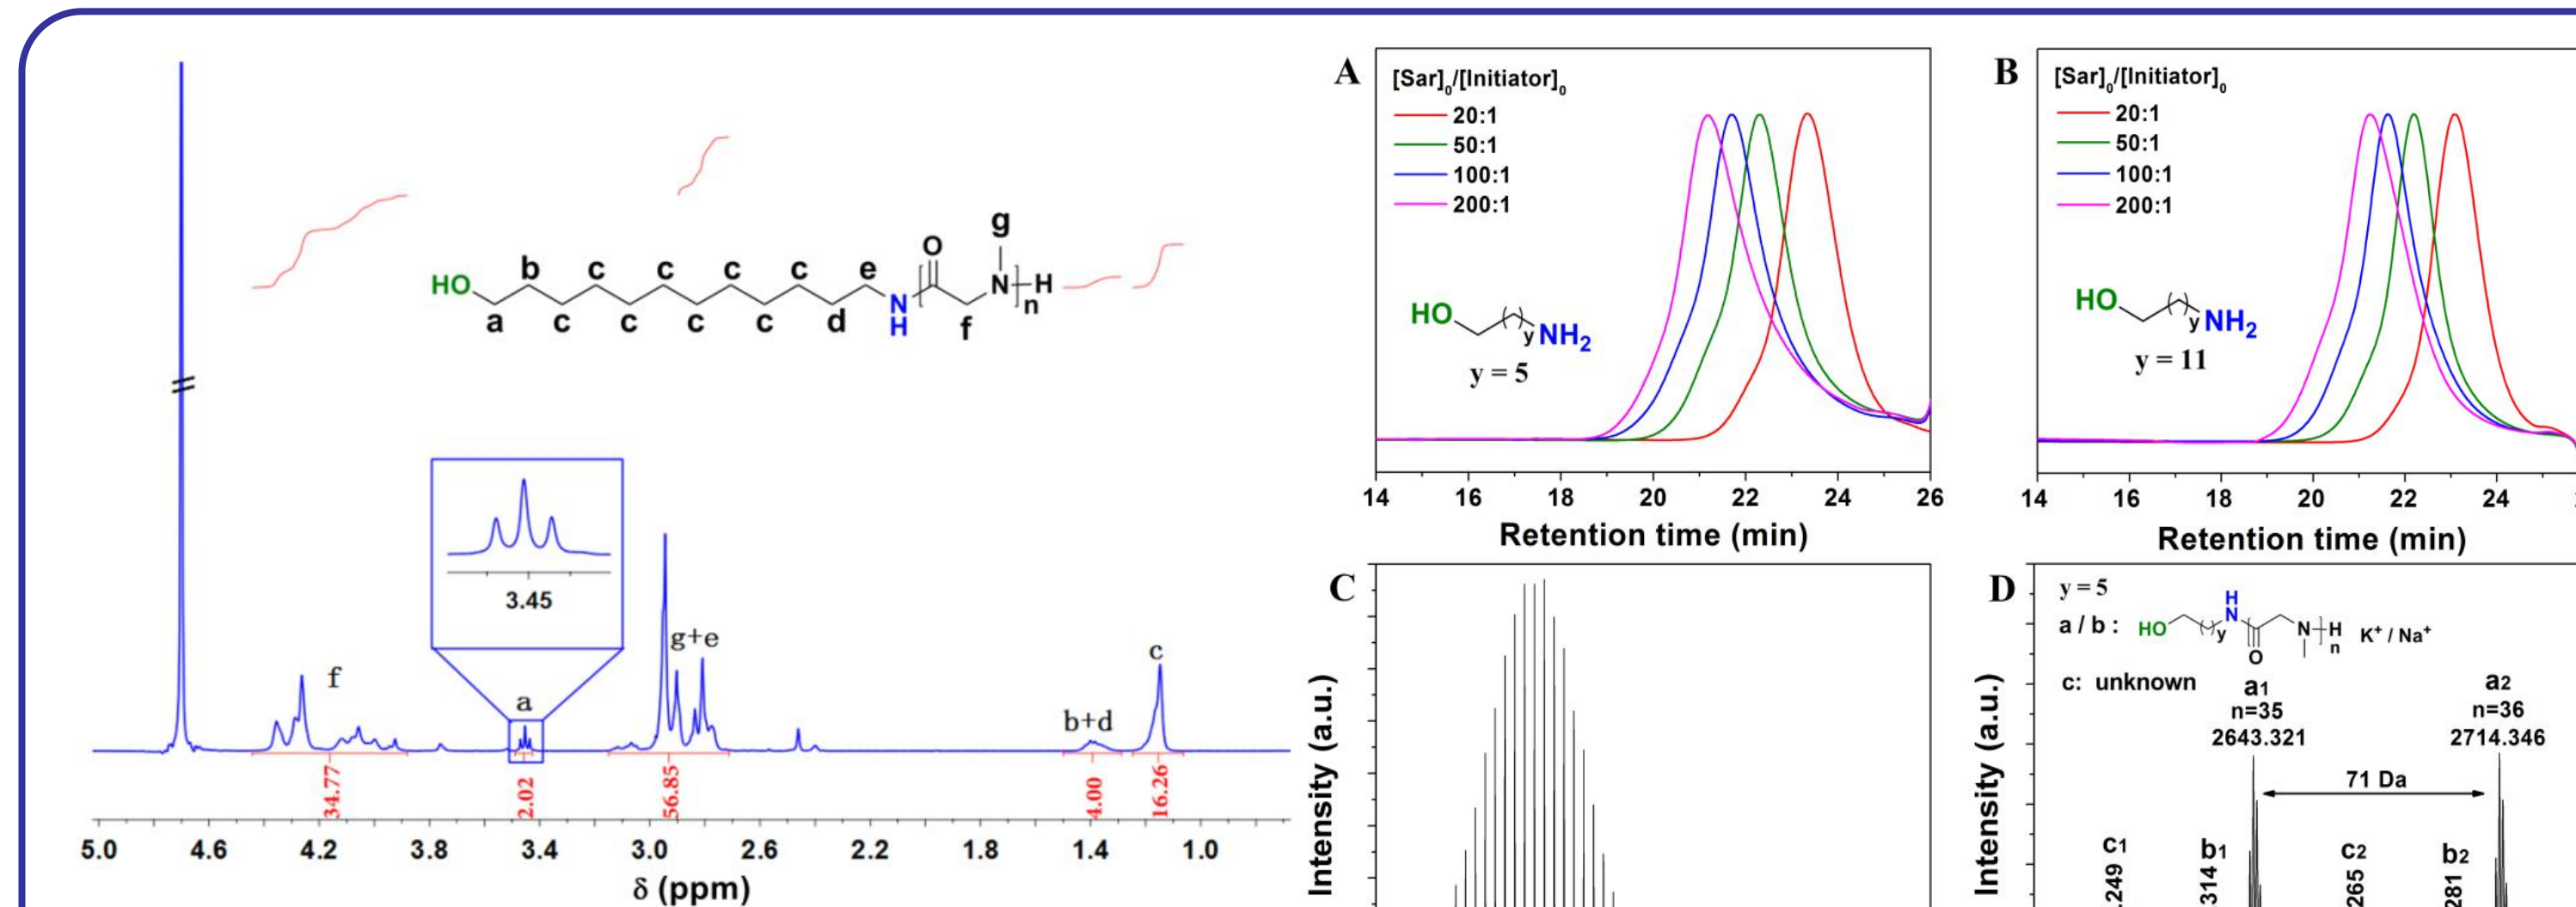 HO
a
b
c
c
c
c
c
c
c
c
d
e
N
H
O
f
g
N
H
n
3.45
f
a
g+e
b+d
c
34.77
2.02
56.85
4.00
16.26
5.0 4.6 4.2 3.8 3.4 3.0 2.6 2.2 1.8 1.4 1.0
δ (ppm)
A
[Sar]₀/[Initiator]₀
20:1
50:1
100:1
200:1
HO
y
NH₂
y = 5
14 16 18 20 22 24 26
Retention time (min)
B
[Sar]₀/[Initiator]₀
20:1
50:1
100:1
200:1
HO
y
NH₂
y = 11
14 16 18 20 22 24
Retention time (min)
C
Intensity (a.u.)
D
y = 5
a / b :
HO
y
H
N
O
N
H
n
K⁺ / Na⁺
c: unknown
a1
n=35
2643.321
a2
n=36
2714.346
71 Da
c1
.249
b1
314
c2
265
b2
281
Intensity (a.u.)